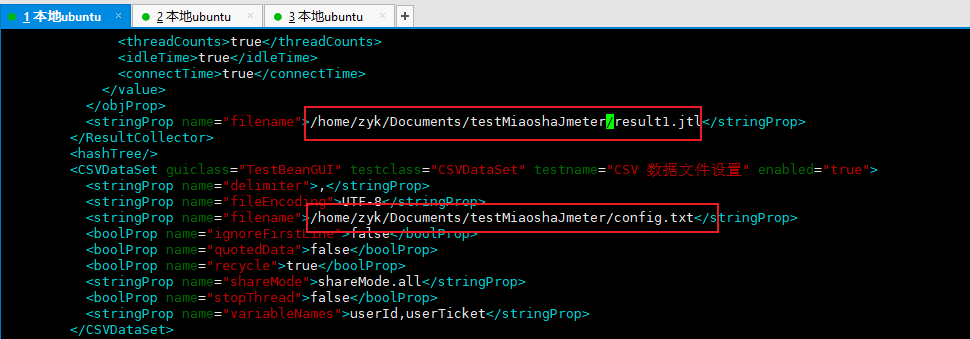 1 本地ubuntu × 2 本地ubuntu × 3 本地ubuntu × +
<threadCounts>true</threadCounts>
<idleTime>true</idleTime>
<connectTime>true</connectTime>
</value>
</objProp>
<stringProp name="filename">/home/zyk/Documents/testMiaoshaJmeter/result1.jtl</stringProp>
</ResultCollector>
<hashTree/>
<CSVDataSet guiclass="TestBeanGUI" testclass="CSVDataSet" testname="CSV 数据文件设置" enabled="true">
<stringProp name="delimiter">,</stringProp>
<stringProp name="fileEncoding">UTF-8</stringProp>
<stringProp name="filename">/home/zyk/Documents/testMiaoshaJmeter/config.txt</stringProp>
<boolProp name="ignoreFirstLine">false</boolProp>
<boolProp name="quotedData">false</boolProp>
<boolProp name="recycle">true</boolProp>
<stringProp name="shareMode">shareMode.all</stringProp>
<boolProp name="stopThread">false</boolProp>
<stringProp name="variableNames">userId,userTicket</stringProp>
</CSVDataSet>